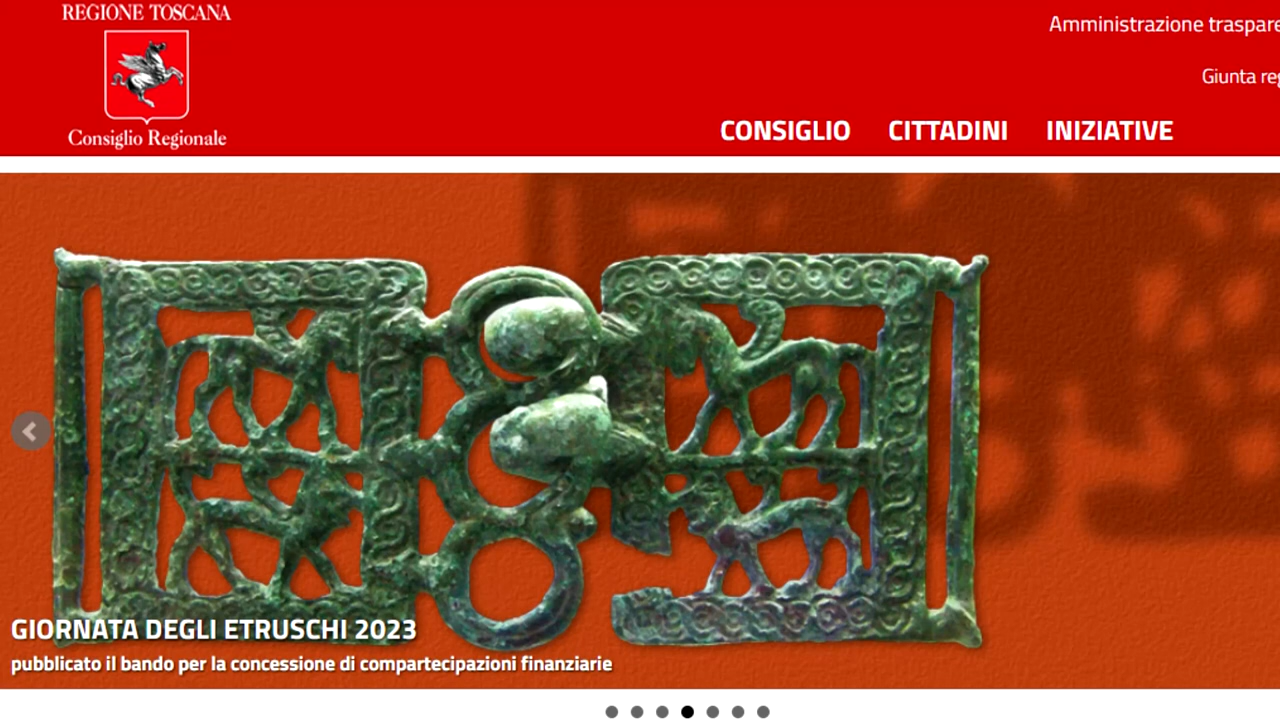 REGIONE TOSCANA
Consiglio Regionale
Amministrazione traspare
Giunta reg
CONSIGLIO CITTADINI INIZIATIVE
GIORNATA DEGLI ETRUSCHI 2023
pubblicato il bando per la concessione di compartecipazioni finanziarie